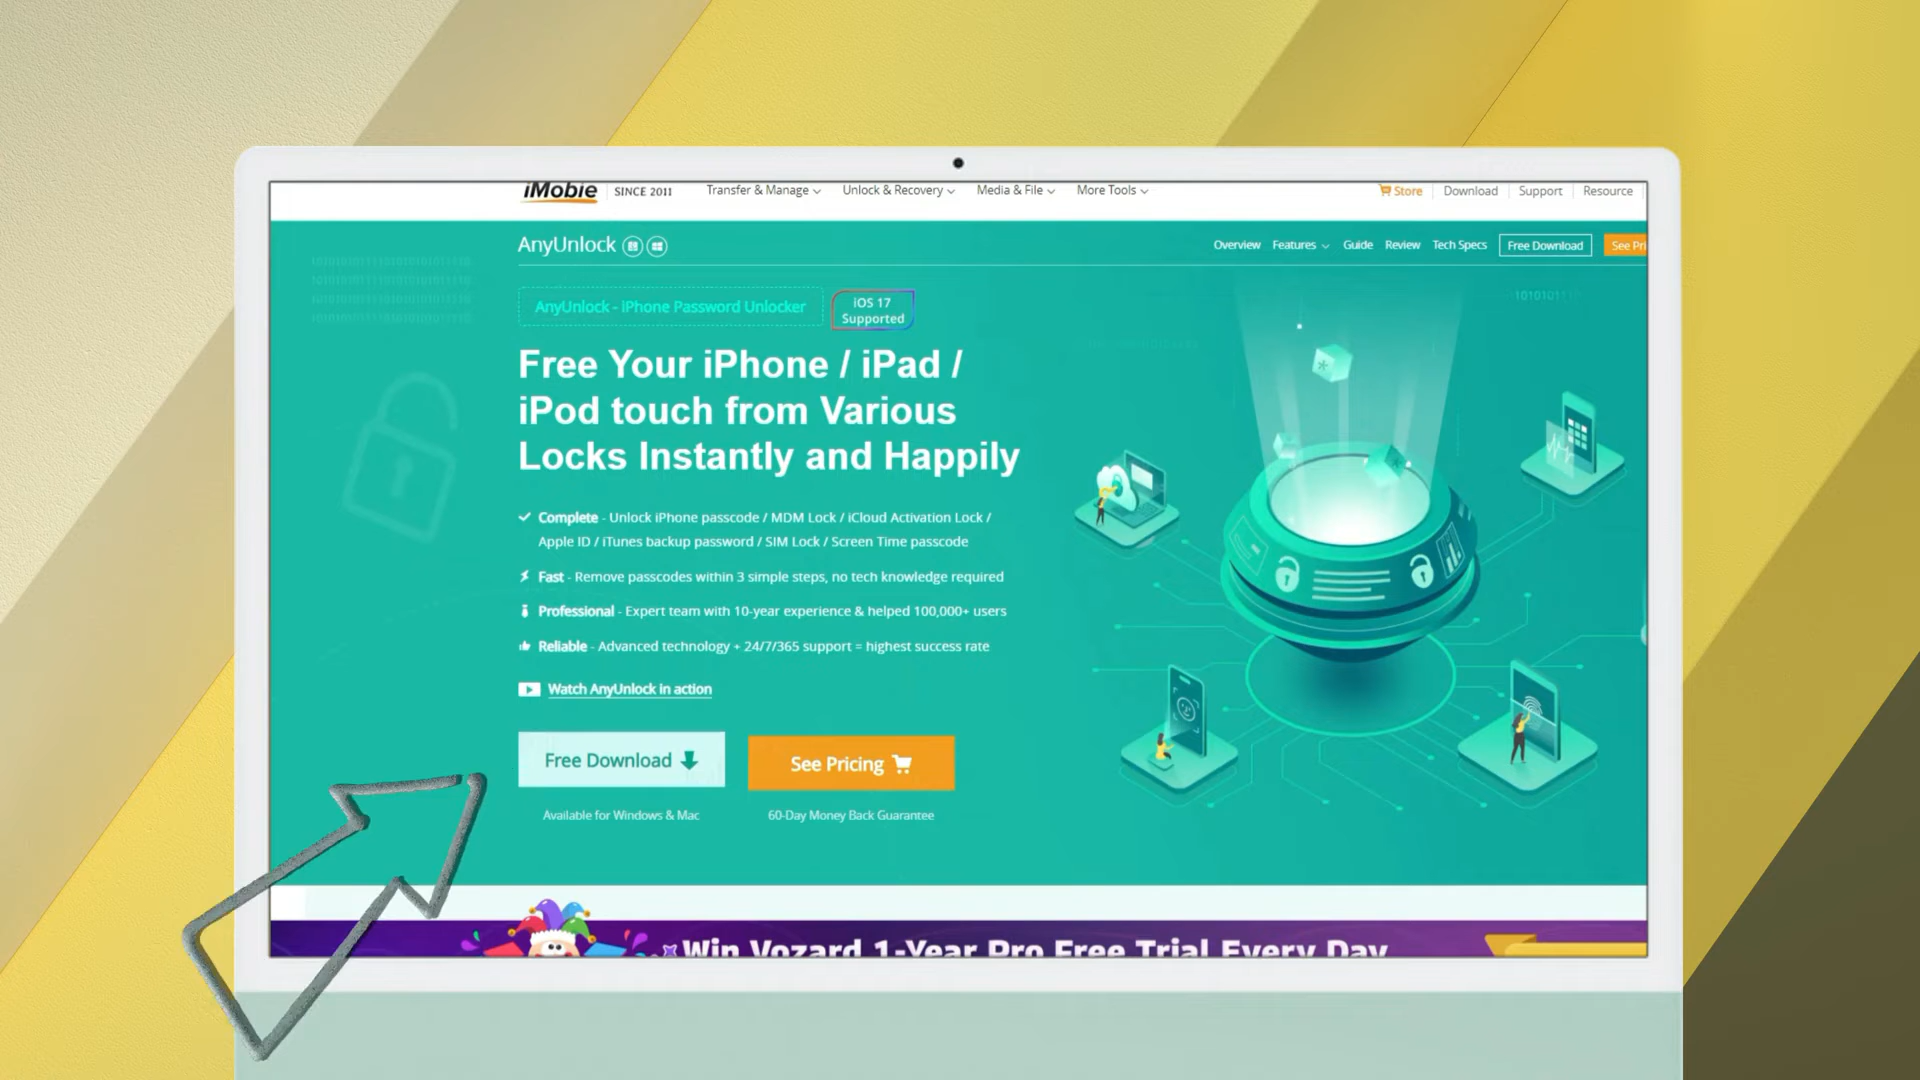 iMobie SINCE 2011 Transfer & Manage Unlock & Recovery Media & File More Tools Store Download Support Resource
AnyUnlock Overview Features Guide Review Tech Specs Free Download See Pri
AnyUnlock - iPhone Password Unlocker
iOS 17
Supported
Free Your iPhone / iPad /
iPod touch from Various
Locks Instantly and Happily
Complete - Unlock iPhone passcode / MDM Lock / iCloud Activation Lock /
Apple ID / iTunes backup password / SIM Lock / Screen Time passcode
Fast - Remove passcodes within 3 simple steps, no tech knowledge required
Professional - Expert team with 10-year experience & helped 100,000+ users
Reliable - Advanced technology + 24/7/365 support = highest success rate
Watch AnyUnlock in action
Free Download See Pricing
Available for Windows & Mac 60-Day Money Back Guarantee
Win Vozard 1-Year Pro Free Trial Every Day